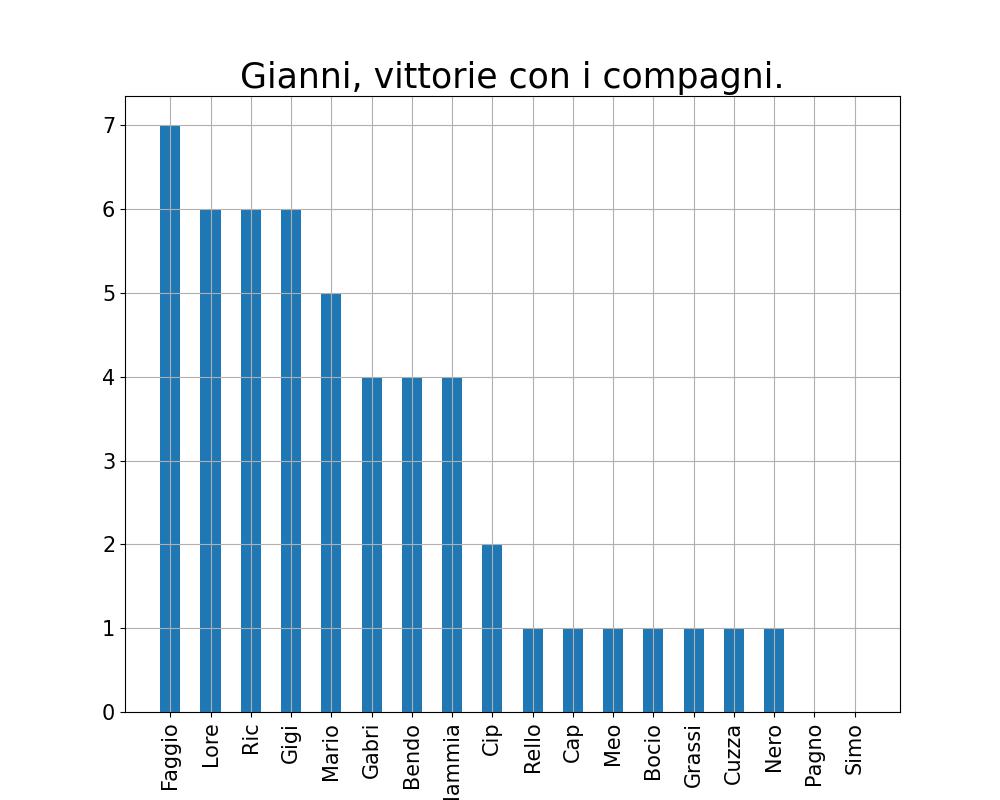 Gianni, vittorie con i compagni.
7
6
5
4
3
2
1
0
Faggio
Lore
Ric
Gigi
Mario
Gabri
Bendo
Cip
Rello
Cap
Meo
Bocio
Grassi
Cuzza
Nero
Pagno
Simo